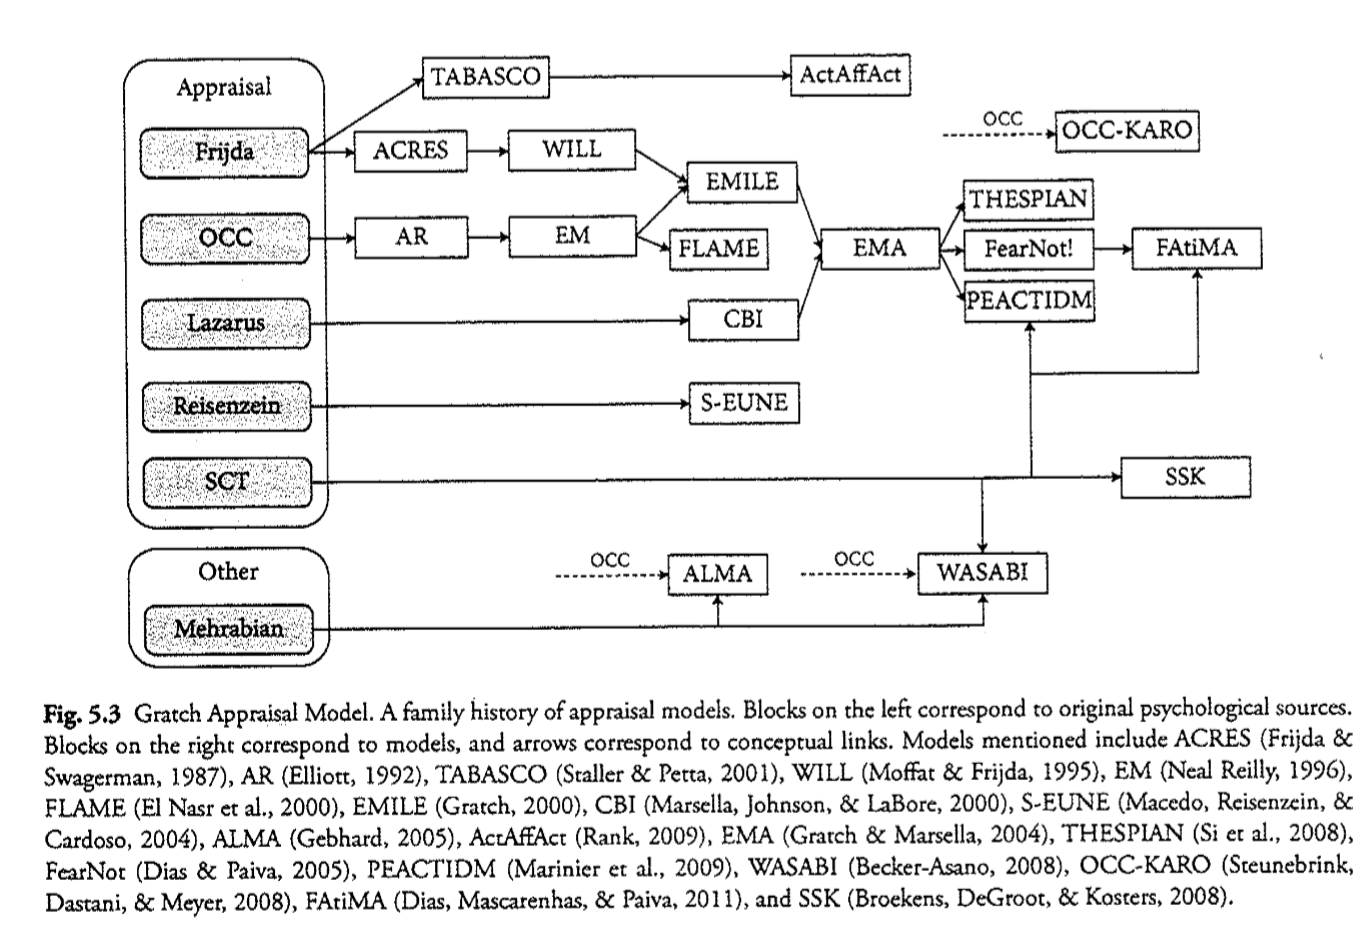 Appraisal
TABASCO
ActAffAct
OCC
OCC-KARO
Frijda
ACRES
WILL
EMILE
THESPIAN
OCC
AR
EM
FLAME
EMA
FearNot!
FAtiMA
PEACTIDM
Lazarus
CBI
Reisenzein
S-EUNE
SCT
SSK
Other
OCC
ALMA
OCC
WASABI
Mehrabian
Fig. 5.3 Gratch Appraisal Model. A family history of appraisal models. Blocks on the left correspond to original psychological sources.
Blocks on the right correspond to models, and arrows correspond to conceptual links. Models mentioned include ACRES (Frijda &
Swagerman, 1987), AR (Elliott, 1992), TABASCO (Staller & Petta, 2001), WILL (Moffat & Frijda, 1995), EM (Neal Reilly, 1996),
FLAME (El Nasr et al., 2000), EMILE (Gratch, 2000), CBI (Marsella, Johnson, & LaBore, 2000), S-EUNE (Macedo, Reisenzein, &
Cardoso, 2004), ALMA (Gebhard, 2005), ActAffAct (Rank, 2009), EMA (Gratch & Marsella, 2004), THESPIAN (Si et al., 2008),
FearNot (Dias & Paiva, 2005), PEACTIDM (Marinier et al., 2009), WASABI (Becker-Asano, 2008), OCC-KARO (Steunebrink,
Dastani, & Meyer, 2008), FAtiMA (Dias, Mascarenhas, & Paiva, 2011), and SSK (Broekens, DeGroot, & Kosters, 2008).